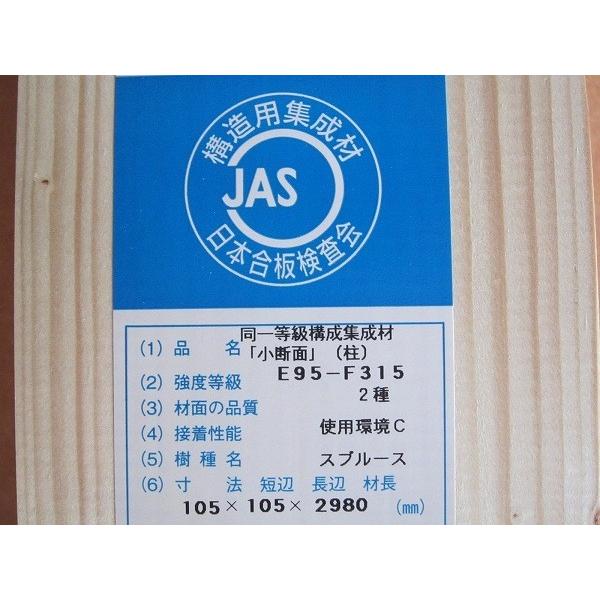 構造用集成材
JAS
日本合板検査会
(1) 品 名 同一等級構成集成材
「小断面」(柱)
(2) 強度等級 E95-F315
(3) 材面の品質 2種
(4) 接着性能 使用環境C
(5) 樹種名 スプルース
(6) 寸 法 短辺 長辺 材長
105×105×2980 (mm)